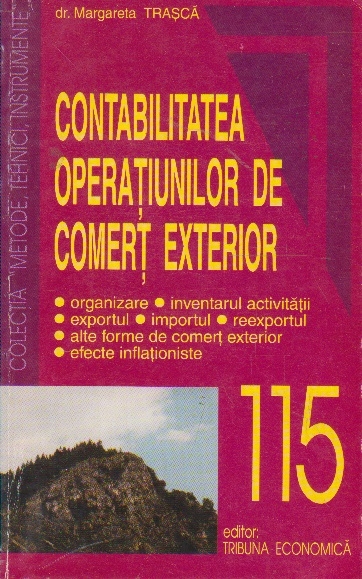 dr. Margareta TRAȘCĂ
CONTABILITATEA
OPERAȚIUNILOR DE
COMERȚ EXTERIOR
• organizare • inventarul activității
• exportul • importul • reexportul
• alte forme de comerț exterior
• efecte inflaționiste
115
editor:
TRIBUNA ECONOMICĂ
COLECȚIA "METODE, TEHNICI, INSTRUMENTE"